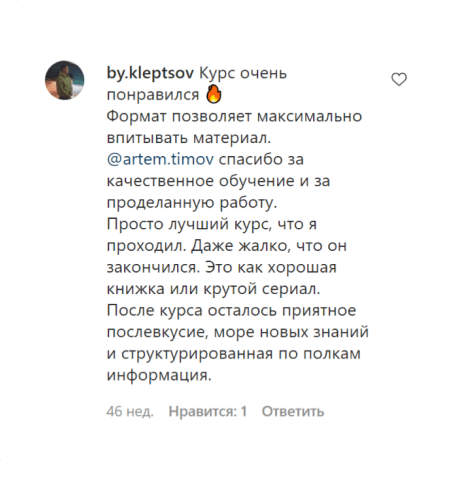 by.kleptsov Курс очень
понравился 🔥
Формат позволяет максимально
впитывать материал.
@artem.timov спасибо за
качественное обучение и за
проделанную работу.
Просто лучший курс, что я
проходил. Даже жалко, что он
закончился. Это как хорошая
книжка или крутой сериал.
После курса осталось приятное
послевкусие, море новых знаний
и структурированная по полкам
информация.
46 нед. Нравится: 1 Ответить